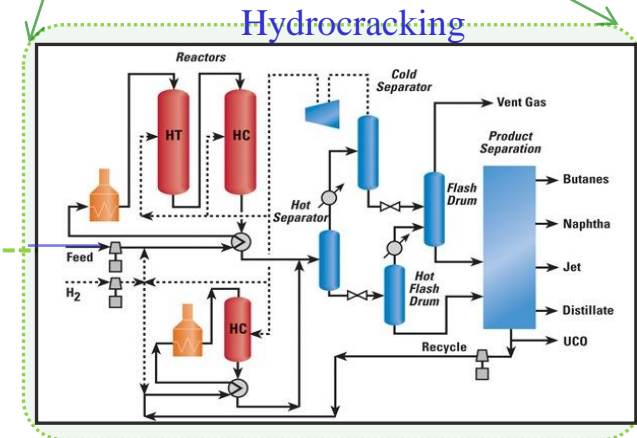 Hydrocracking
Reactors
Cold
Separator
HT
HC
Vent Gas
Product
Separation
Butanes
Hot
Separator
Flash
Drum
Naphtha
Feed
Jet
H2
Hot
Flash
Drum
HC
Distillate
Recycle
UCO